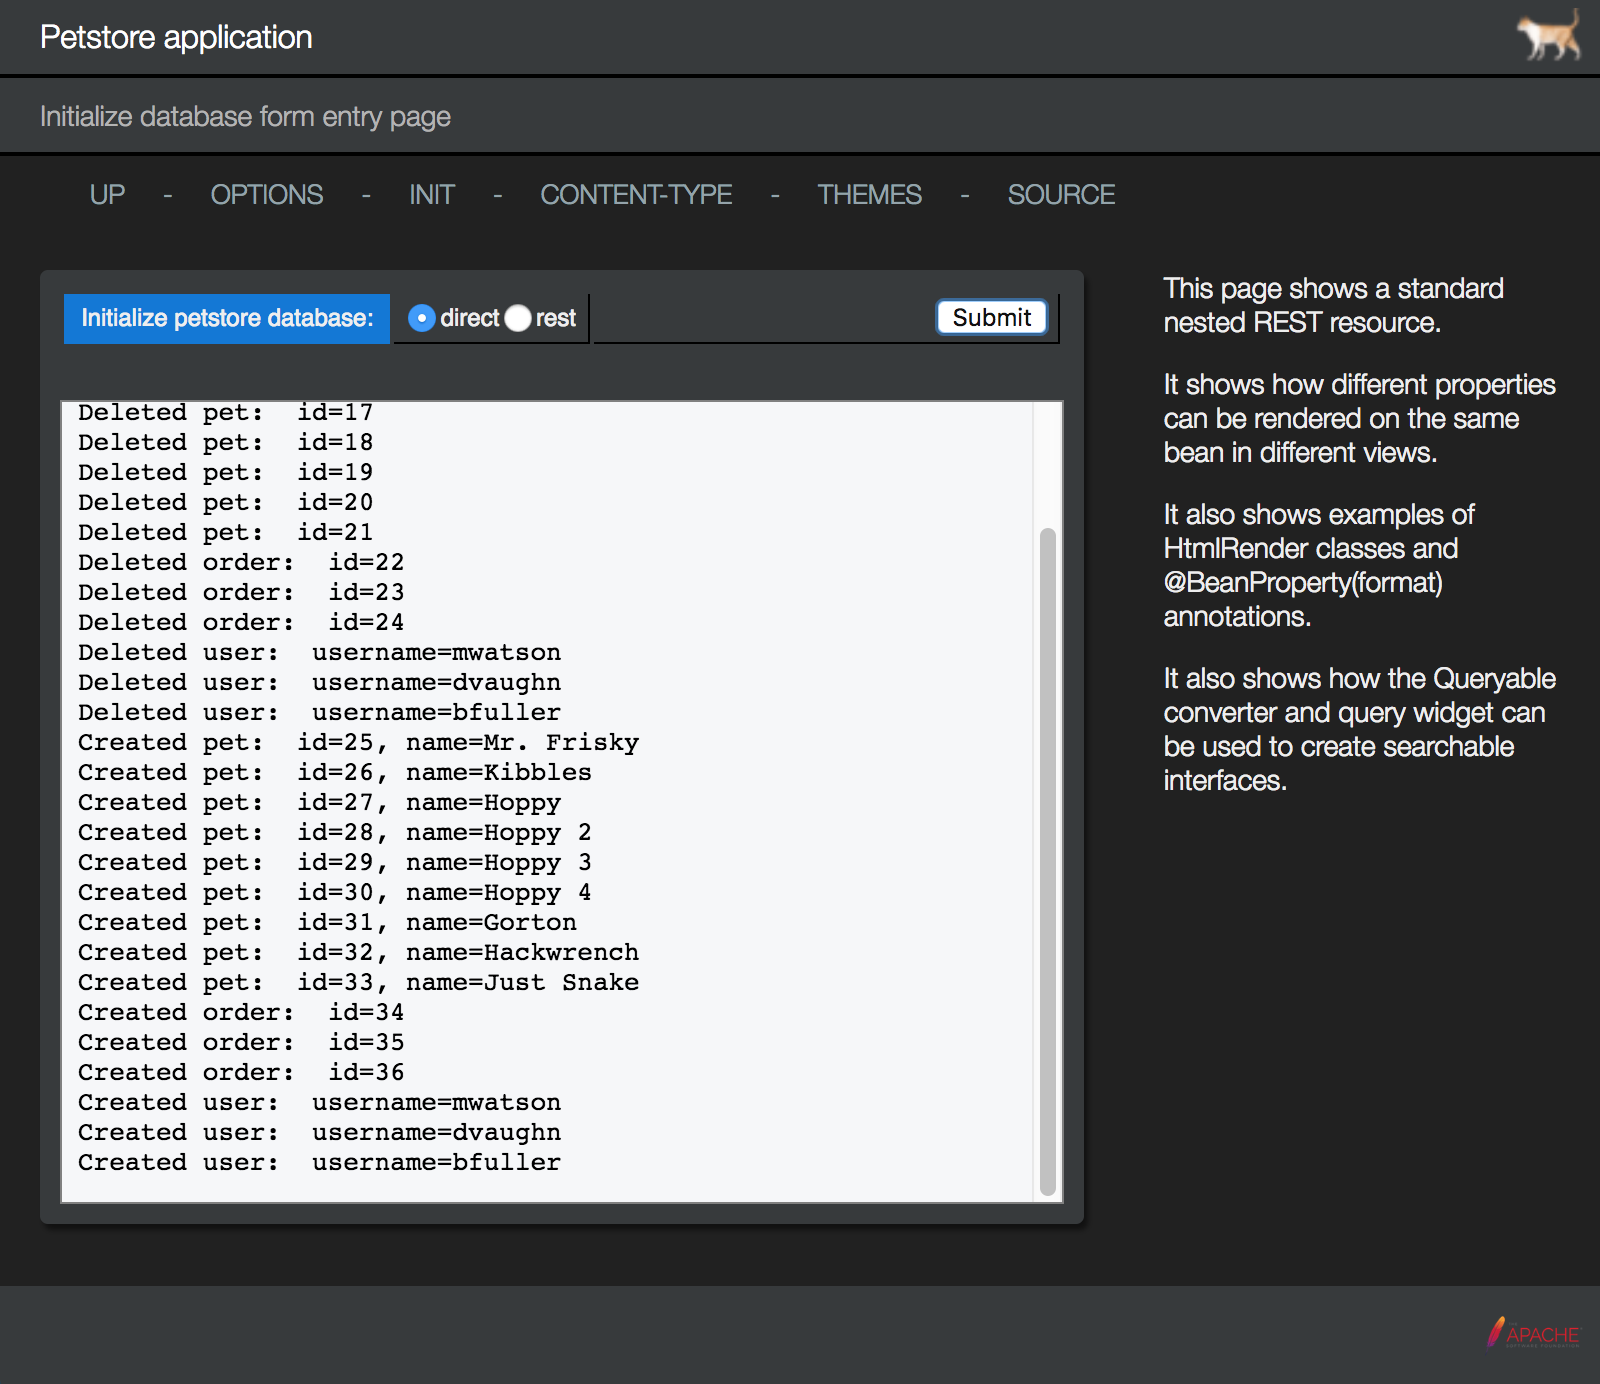 Petstore application
Initialize database form entry page
UP - OPTIONS - INIT - CONTENT-TYPE - THEMES - SOURCE
Initialize petstore database: direct rest Submit
Deleted pet:  id=17
Deleted pet:  id=18
Deleted pet:  id=19
Deleted pet:  id=20
Deleted pet:  id=21
Deleted order:  id=22
Deleted order:  id=23
Deleted order:  id=24
Deleted user:  username=mwatson
Deleted user:  username=dvaughn
Deleted user:  username=bfuller
Created pet:  id=25, name=Mr. Frisky
Created pet:  id=26, name=Kibbles
Created pet:  id=27, name=Hoppy
Created pet:  id=28, name=Hoppy 2
Created pet:  id=29, name=Hoppy 3
Created pet:  id=30, name=Hoppy 4
Created pet:  id=31, name=Gorton
Created pet:  id=32, name=Hackwrench
Created pet:  id=33, name=Just Snake
Created order:  id=34
Created order:  id=35
Created order:  id=36
Created user:  username=mwatson
Created user:  username=dvaughn
Created user:  username=bfuller
This page shows a standard
nested REST resource.
It shows how different properties
can be rendered on the same
bean in different views.
It also shows examples of
HtmlRender classes and
@BeanProperty(format)
annotations.
It also shows how the Queryable
converter and query widget can
be used to create searchable
interfaces.
APACHE